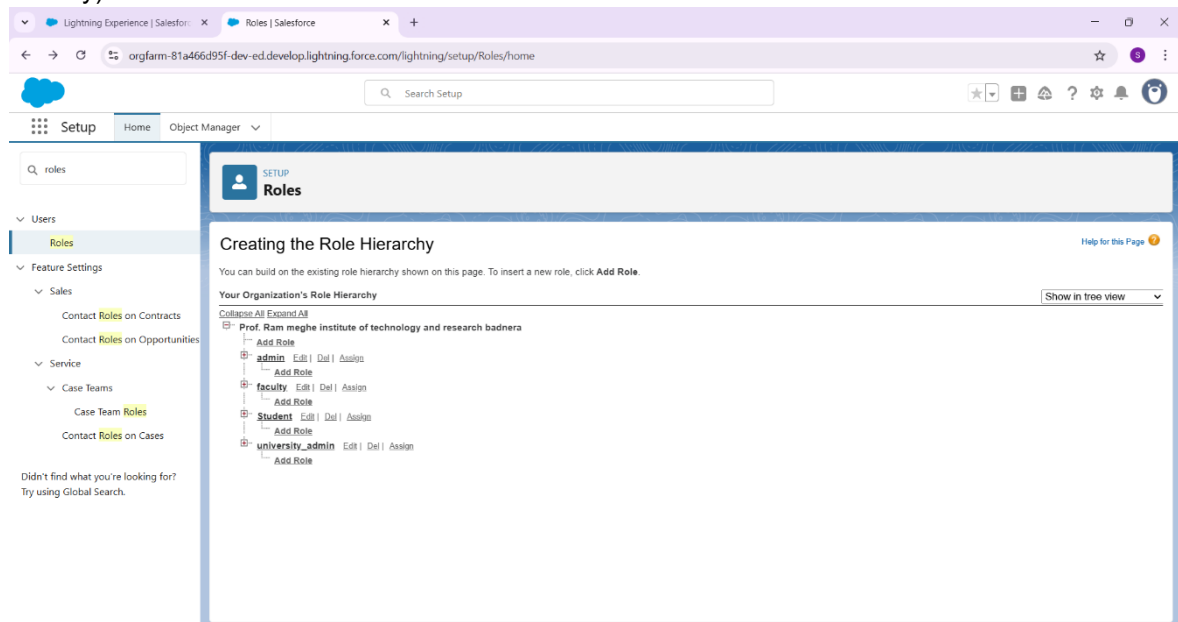 Lightning Experience | Salesforc
Roles | Salesforce
orgfarm-81a466d95f-dev-ed.develop.lightning.force.com/lightning/setup/Roles/home
S
Search Setup
Setup
Home
Object Manager
roles
SETUP
Roles
Users
Roles
Feature Settings
Sales
Contact Roles on Contracts
Contact Roles on Opportunities
Service
Case Teams
Case Team Roles
Contact Roles on Cases
Didn't find what you're looking for?
Try using Global Search.
Creating the Role Hierarchy
Help for this Page
You can build on the existing role hierarchy shown on this page. To insert a new role, click Add Role.
Your Organization's Role Hierarchy
Show in tree view
Collapse All Expand All
Prof. Ram meghe institute of technology and research badnera
Add Role
admin Edit | Del | Assign
Add Role
faculty Edit | Del | Assign
Add Role
Student Edit | Del | Assign
Add Role
university_admin Edit | Del | Assign
Add Role